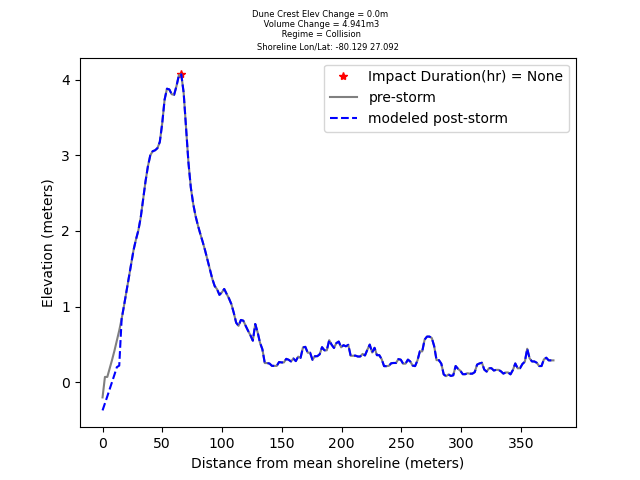 Dune Crest Elev Change = 0.0m
Volume Change = 4.941m3
Regime = Collision
Shoreline Lon/Lat: -80.129 27.092
Impact Duration(hr) = None
pre-storm
modeled post-storm
Elevation (meters)
4
3
2
1
0
0 50 100 150 200 250 300 350
Distance from mean shoreline (meters)